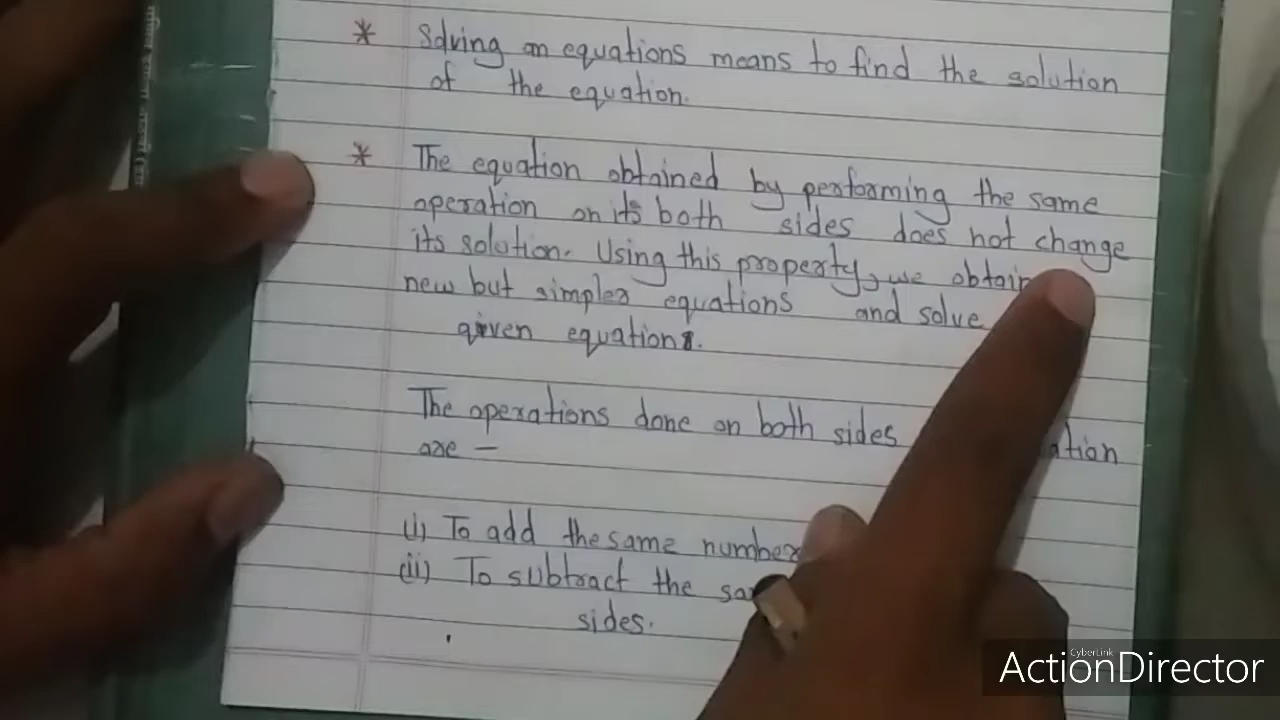 * Solving an equations means to find the solution
of the equation.
* The equation obtained by performing the same
operation on its both sides does not change
its solution. Using this property, we obtain
new but simpler equations and solve
given equation.
The operations done on both sides
are -
(i) To add the same number
(ii) To subtract the
sides.
CyberLink
ActionDirector